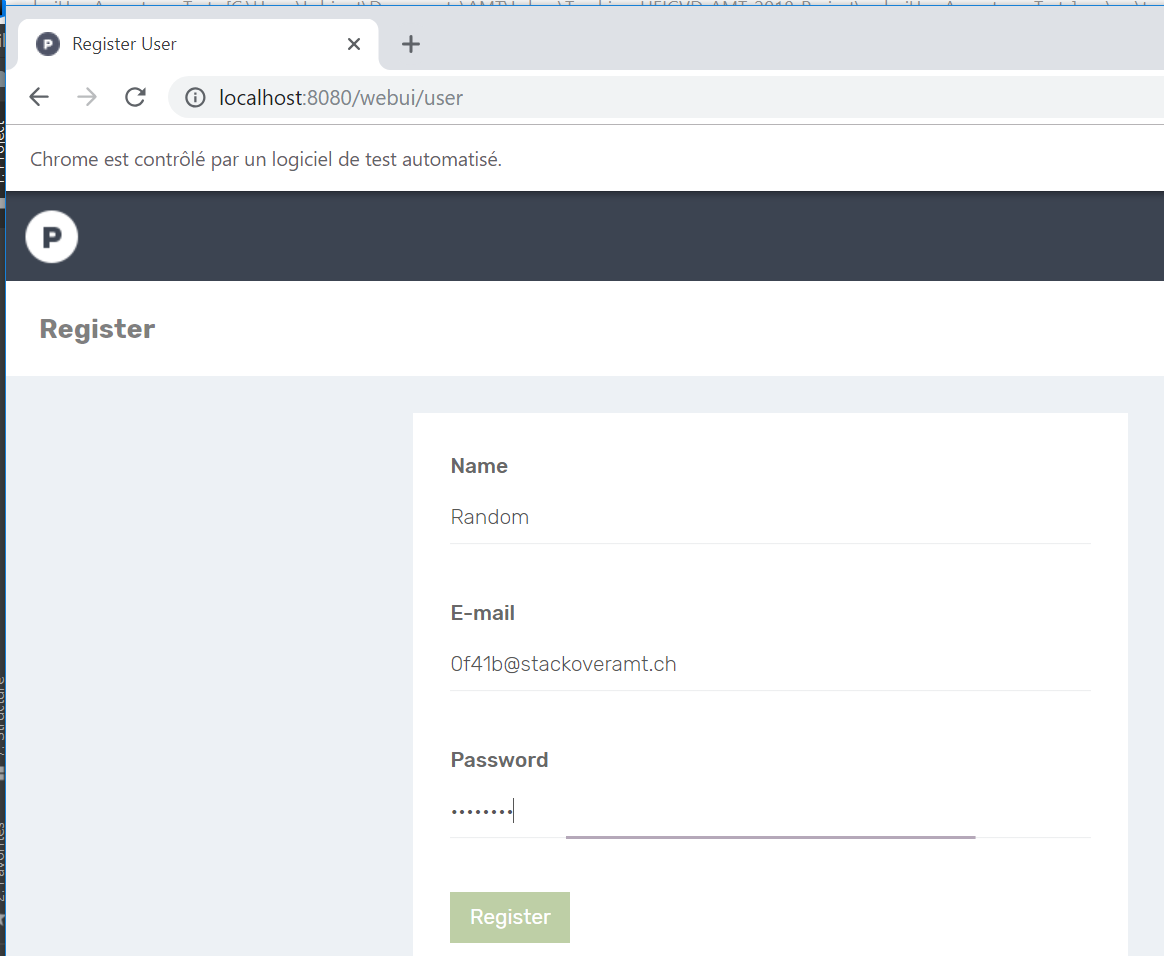 Register User
localhost:8080/webui/user
Chrome est contrôlé par un logiciel de test automatisé.
P
Register
Name
Random
E-mail
0f41b@stackoveramt.ch
Password
••••••••
Register